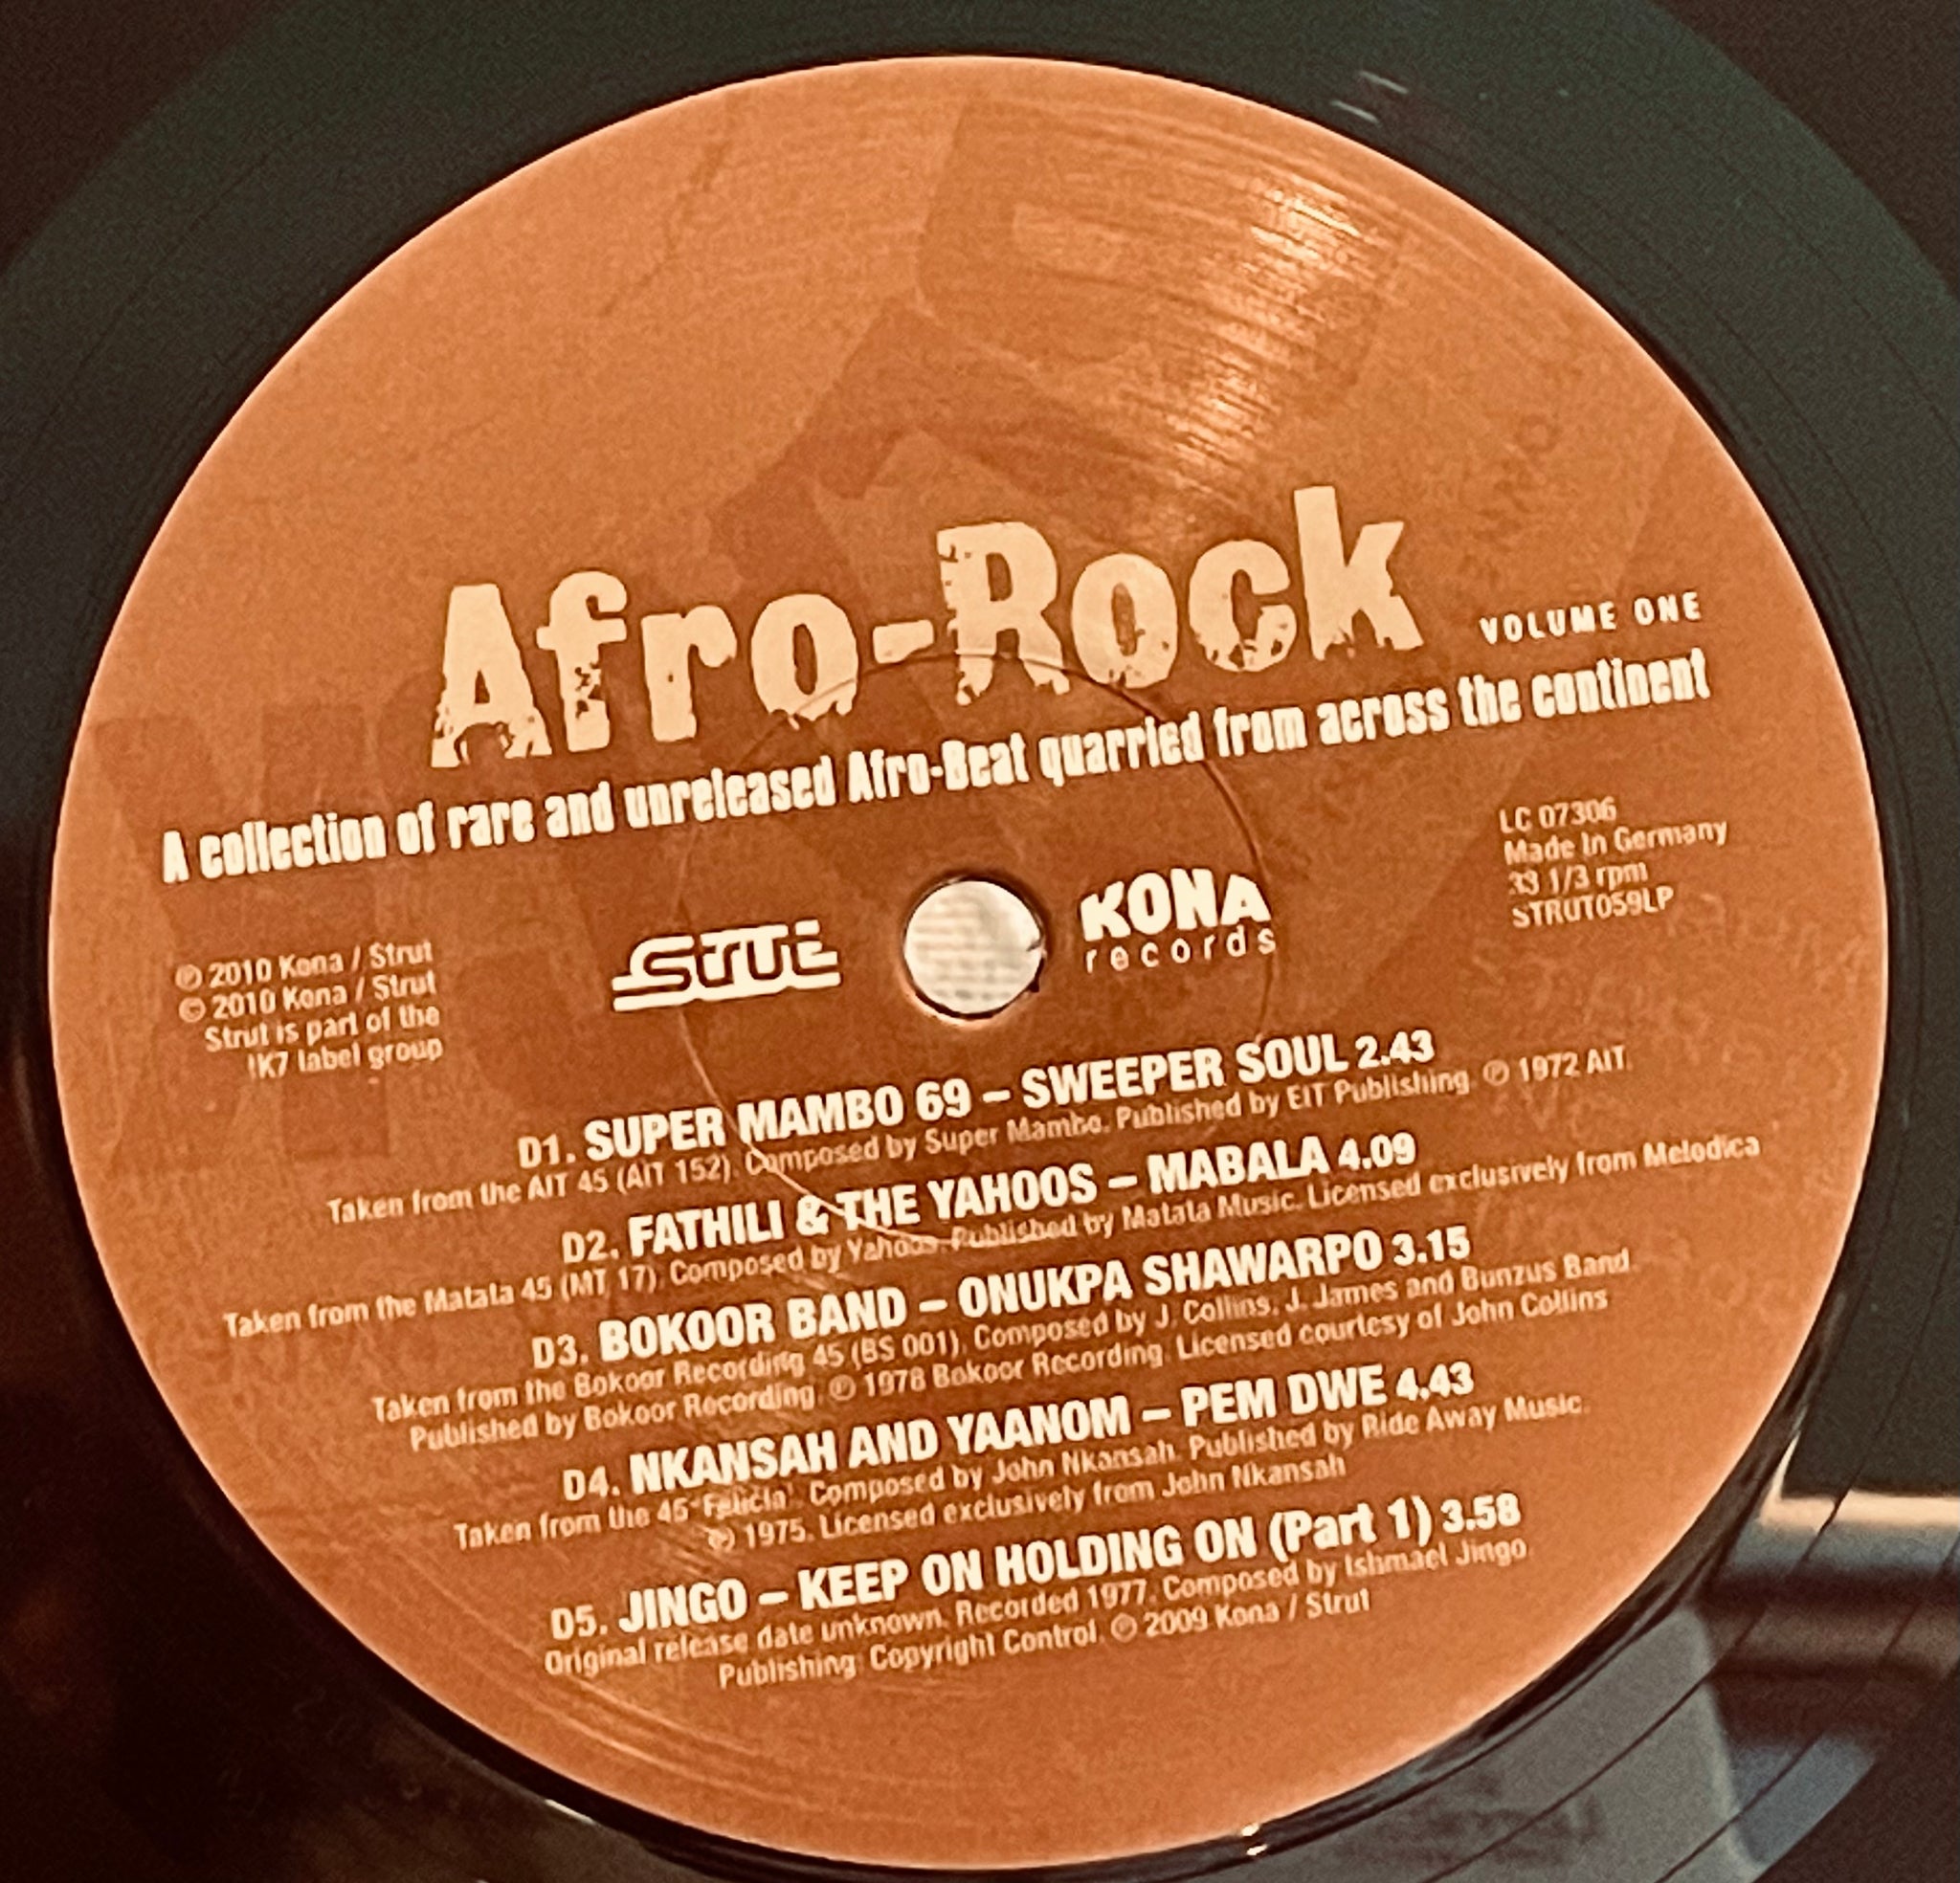 Afro-Rock
VOLUME ONE
A collection of rare and unreleased Afro-Beat quarried from across the continent
LC 07306
Made In Germany
33 1/3 rpm
STRUT059LP
STRUT
KONA
records
℗ 2010 Kona / Strut
© 2010 Kona / Strut
Strut is part of the
!K7 label group
D1. SUPER MAMBO 69 – SWEEPER SOUL 2.43
Taken from the AIT 45 (AIT 152). Composed by Super Mambo. Published by EIT Publishing. ℗ 1972 AIT.
D2. FATHILI & THE YAHOOS – MABALA 4.09
Taken from the Matata 45 (MT 17). Composed by Yahoos. Published by Matata Music. Licensed exclusively from Melodica
D3. BOKOOR BAND – ONUKPA SHAWARPO 3.15
Taken from the Bokoor Recording 45 (BS 001). Composed by J. Collins, J. James and Bunzus Band.
Published by Bokoor Recording. ℗ 1978 Bokoor Recording. Licensed courtesy of John Collins
D4. NKANSAH AND YAANOM – PEM DWE 4.43
Taken from the 45 'Felicia'. Composed by John Nkansah. Published by Ride Away Music.
℗ 1975. Licensed exclusively from John Nkansah
D5. JINGO – KEEP ON HOLDING ON (Part 1) 3.58
Original release date unknown. Recorded 1977. Composed by Ishmael Jingo
Publishing: Copyright Control. ℗ 2009 Kona / Strut